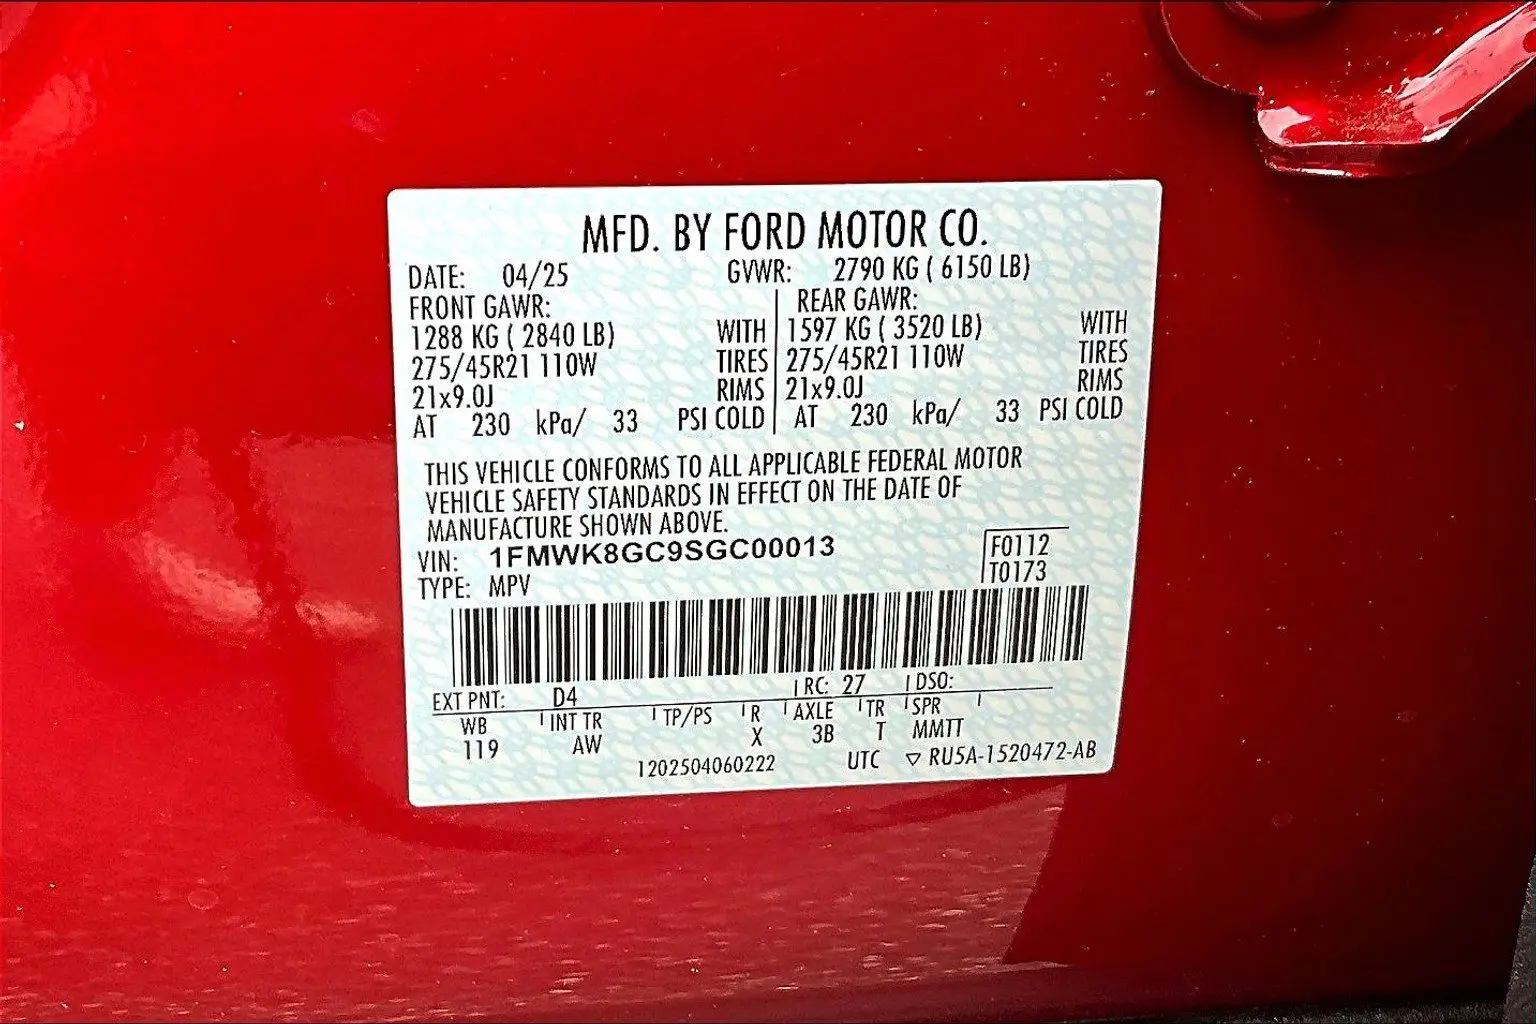 MFD. BY FORD MOTOR CO.
DATE: 04/25 GVWR: 2790 KG ( 6150 LB)
FRONT GAWR: REAR GAWR:
1288 KG ( 2840 LB) WITH 1597 KG ( 3520 LB) WITH
275/45R21 110W TIRES 275/45R21 110W TIRES
21x9.0J RIMS 21x9.0J RIMS
AT 230 kPa/ 33 PSI COLD AT 230 kPa/ 33 PSI COLD
THIS VEHICLE CONFORMS TO ALL APPLICABLE FEDERAL MOTOR
VEHICLE SAFETY STANDARDS IN EFFECT ON THE DATE OF
MANUFACTURE SHOWN ABOVE.
VIN: 1FMWK8GC9SGC00013 F0112
TYPE: MPV T0173
EXT PNT: D4 RC: 27 DSO:
WB INT TR TP/PS R AXLE TR SPR
119 AW X 3B T MMTT
1202504060222 UTC ▽ RU5A-1520472-AB